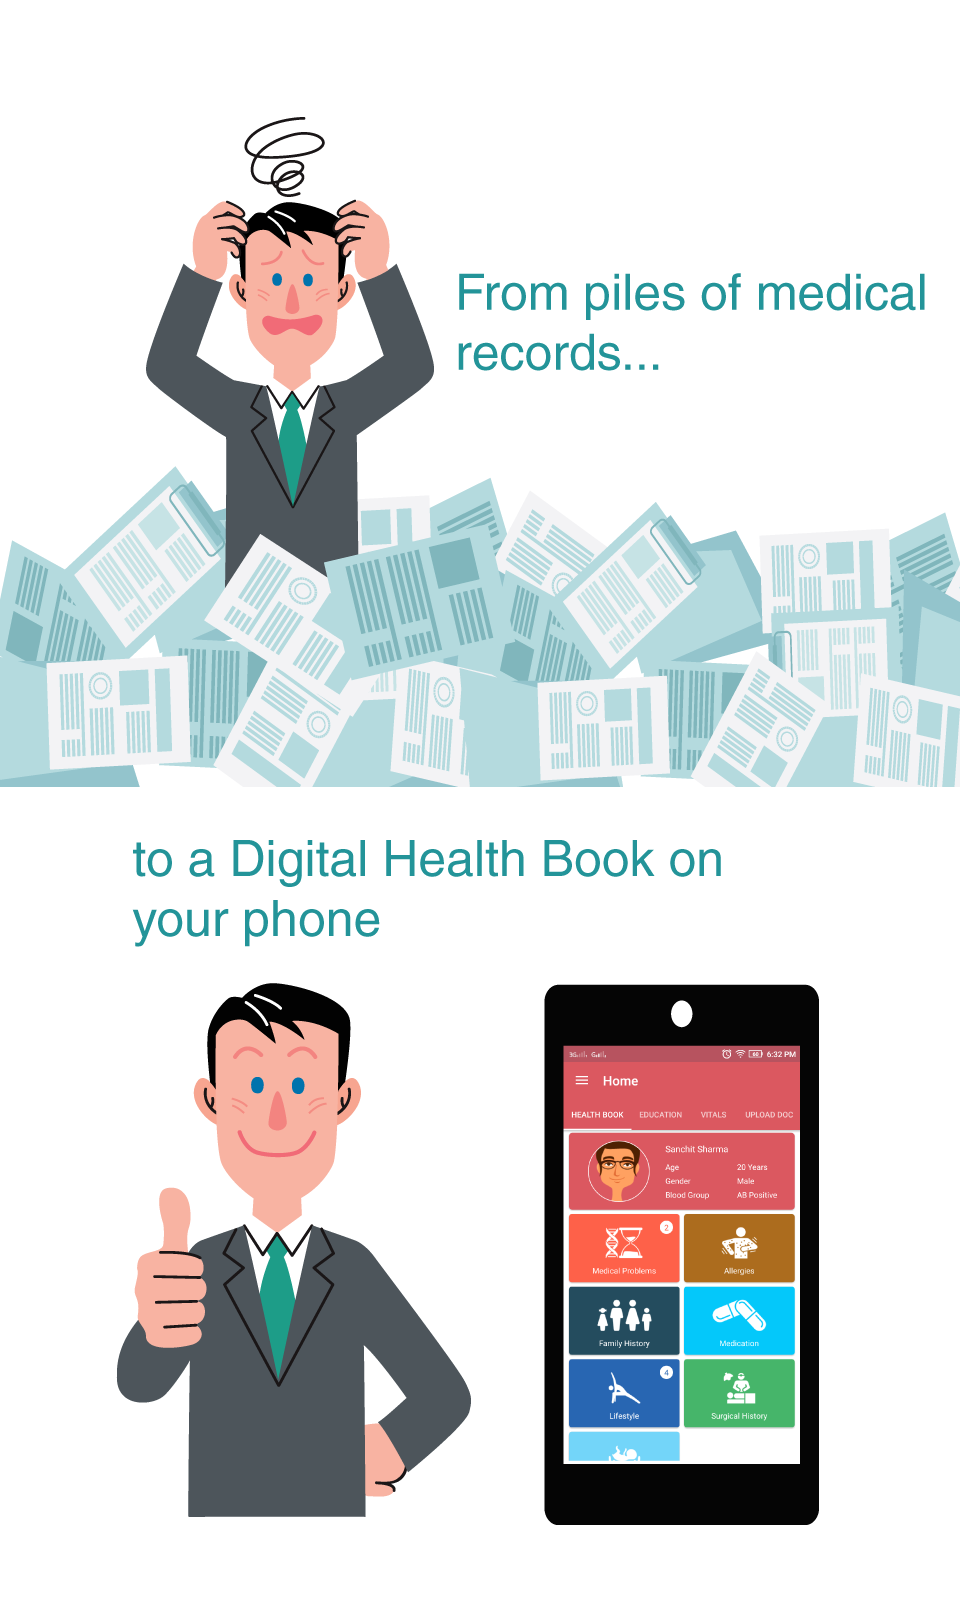 From piles of medical
records...
to a Digital Health Book on
your phone
6:32 PM
Home
HEALTH BOOK EDUCATION VITALS UPLOAD DOC
Sanchit Sharma
Age 20 Years
Gender Male
Blood Group AB Positive
2
Medical Problems Allergies
Family History Medication
4
Lifestyle Surgical History